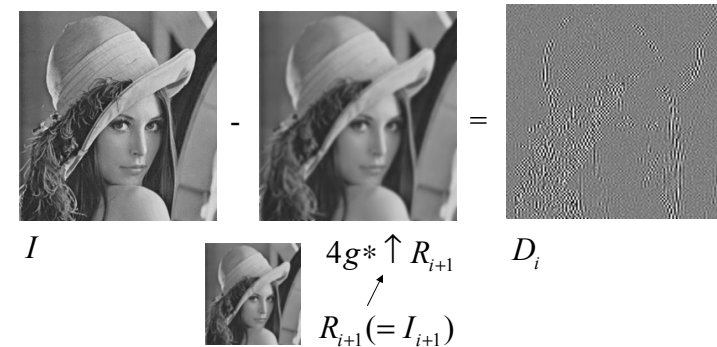 - =
I 4g* ↑ R_{i+1} D_i
R_{i+1}(= I_{i+1})